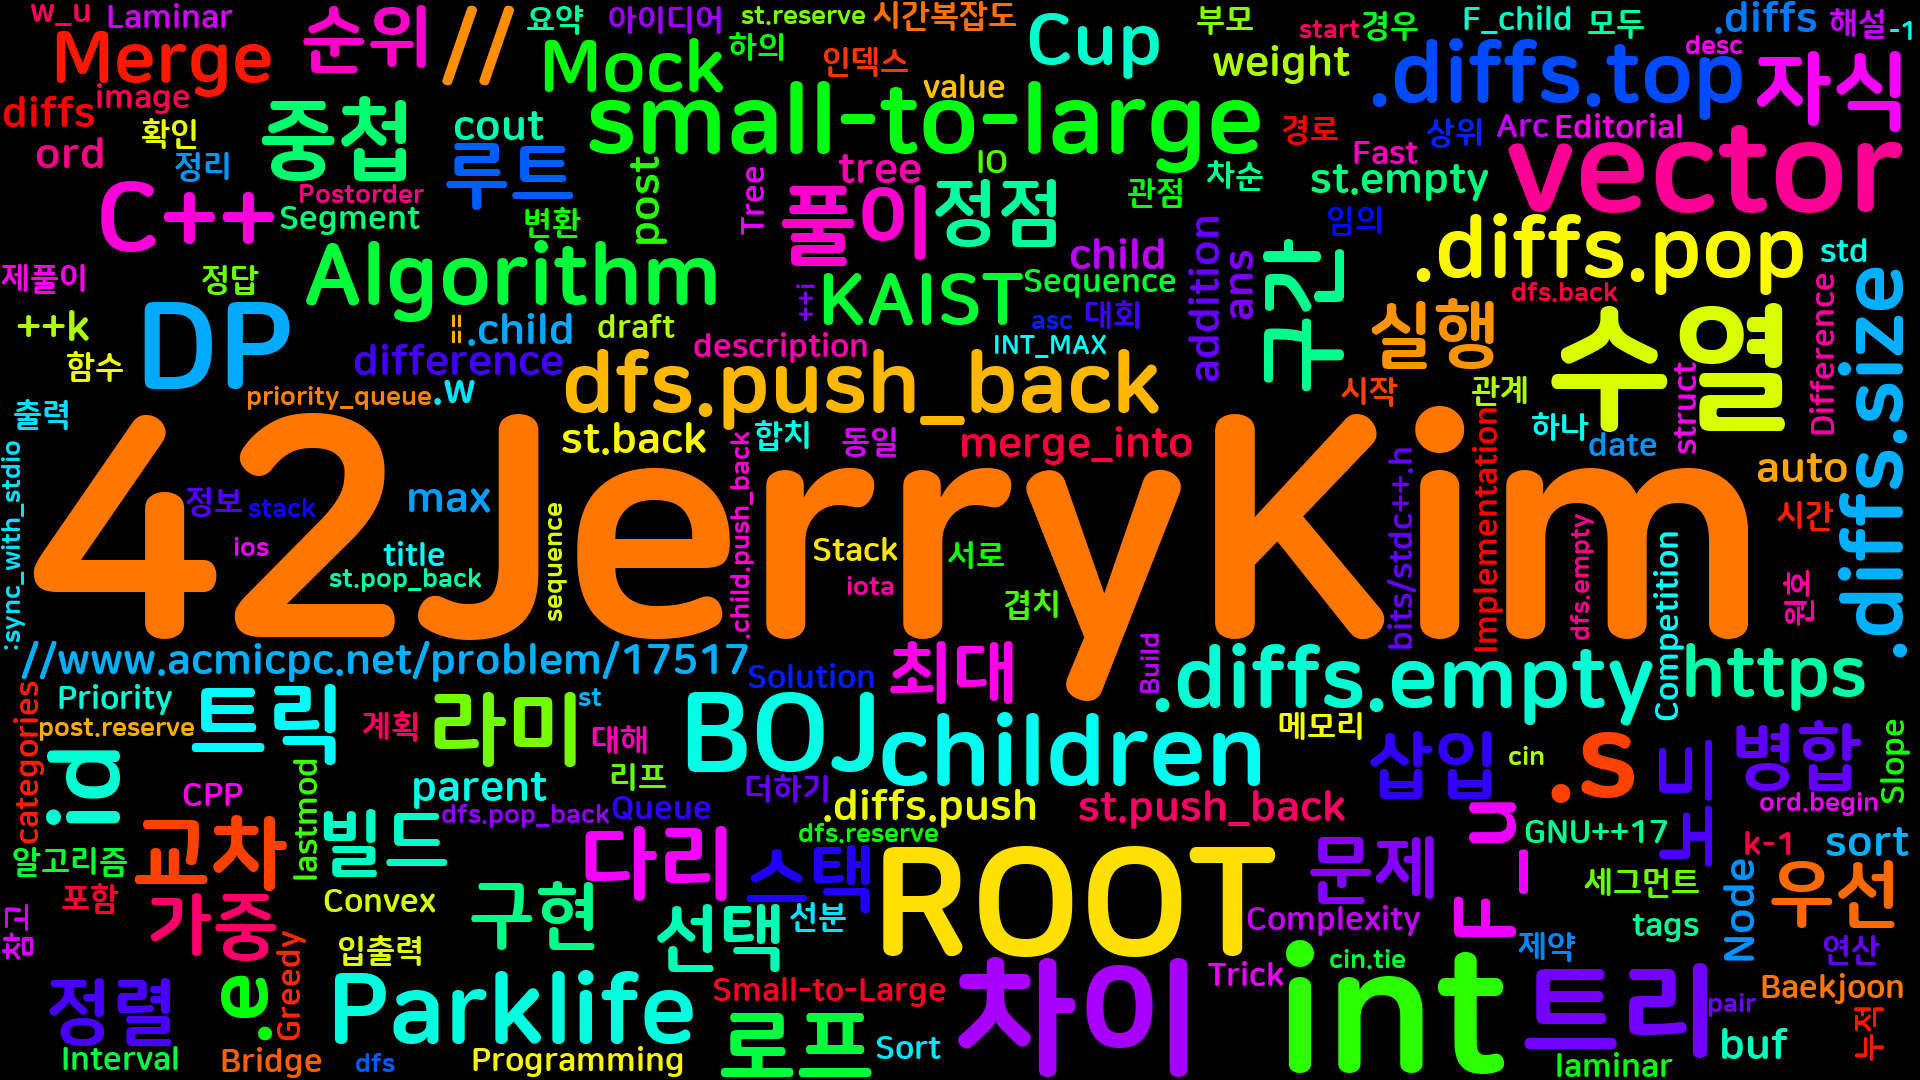 w_u
Laminar
Merge
순위
//
요약
아이디어
st.reserve
시간복잡도
Cup
부모
start
경우
F_child
모두
.diffs
해설
-1
desc
Mock
하의
인덱스
value
weight
.diffs.top
자식
diffs
image
확인
정리
ord
중첩
cout
루트
small-to-large
경로
상위
Arc
Editorial
vector
Fast
IO
tree
Tree
post
관점
차순
st.empty
C++
Postorder
Segment
변환
풀이
정점
임의
child
addition
ans
구간
.diffs.pop
std
제풀이
정답
Algorithm
++i
KAIST
Sequence
asc
대회
dfs.back
Difference
.diffs.size
++k
함수
DP
||
.child
draft
difference
description
INT_MAX
실행
수열
priority_queue
.w
dfs.push_back
시작
관계
struct
출력
st.back
합치
동일
merge_into
하나
date
auto
42JerryKim
:sync_with_stdio
정보
stack
max
ios
title
st.pop_back
sequence
.child.push_back
Stack
iota
서로
겹치
bits/stdc++.h
Implementation
dfs.empty
Competition
시간
원호
//www.acmicpc.net/problem/17517
Solution
최대
Build
.diffs.empty
https
categories
Priority
post.reserve
트릭
계획
라미
st
대해
BOJ
children
메모리
삽입
cin
.s
너비
병합
Slope
id
CPP
lastmod
parent
리프
더하기
dfs.pop_back
Queue
.diffs.push
st.push_back
ord.begin
알고리즘
교차
빌드
다리
스택
dfs.reserve
ROOT
문제
F_u
GNU++17
k-1
sort
포함
참고
가중
Convex
구현
선택
선분
Complexity
세그먼트
tags
Node
우선
입출력
Greedy
제약
연산
정렬
.e
Parklife
Small-to-Large
차이
Trick
int
cin.tie
트리
pair
Baekjoon
누적
Interval
Bridge
dfs
Programming
로프
Sort
laminar
buf